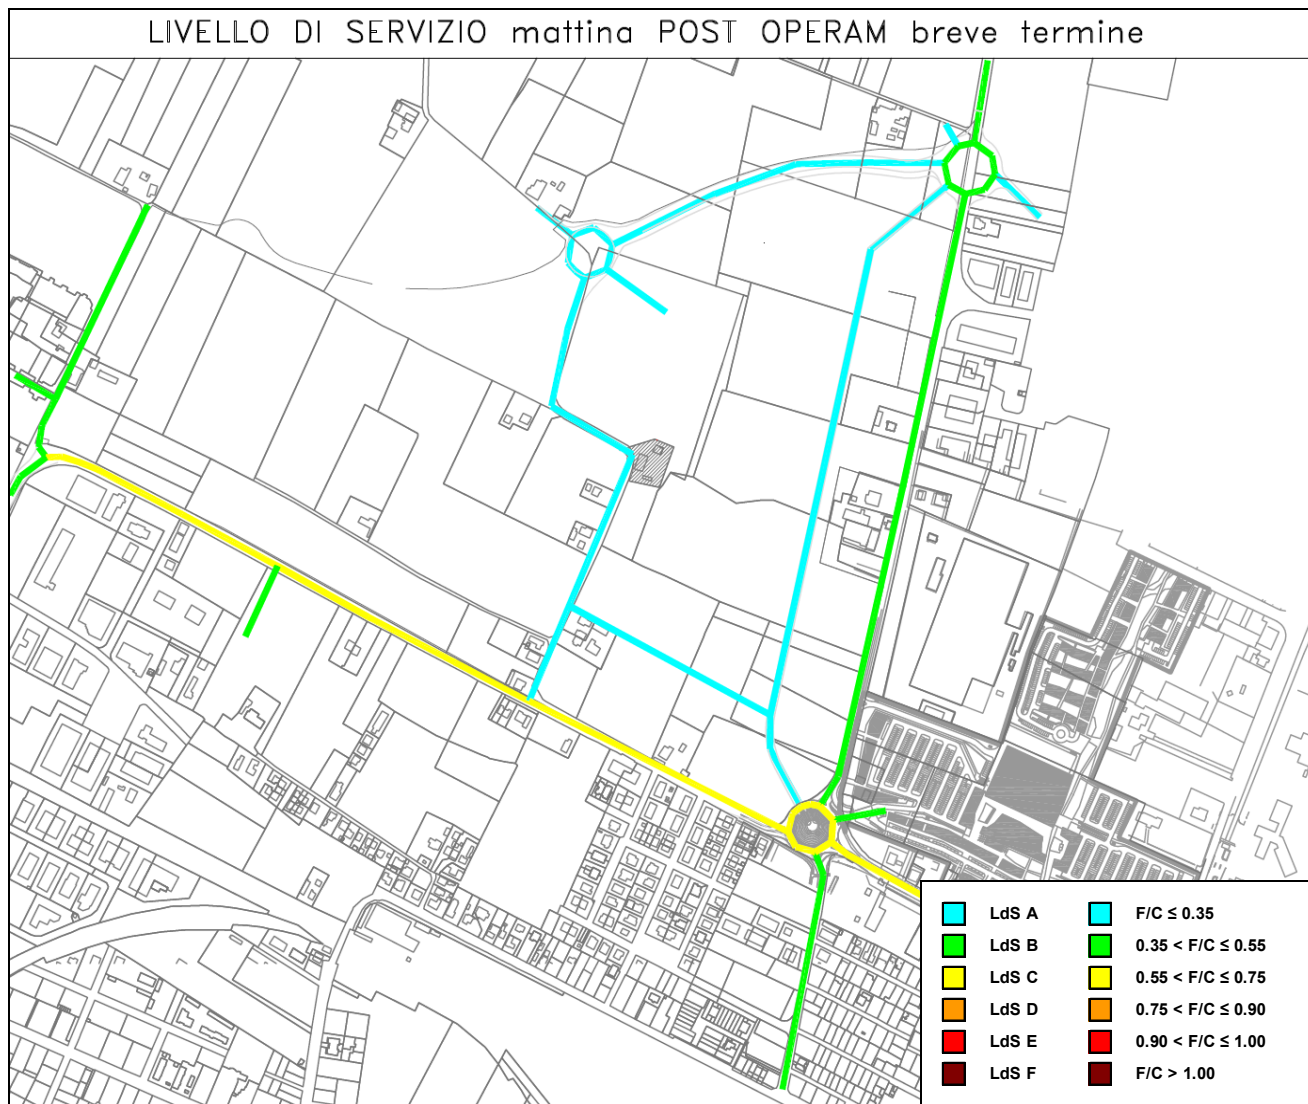 LIVELLO DI SERVIZIO mattina POST OPERAM breve termine
LdS A F/C ≤ 0.35
LdS B 0.35 < F/C ≤ 0.55
LdS C 0.55 < F/C ≤ 0.75
LdS D 0.75 < F/C ≤ 0.90
LdS E 0.90 < F/C ≤ 1.00
LdS F F/C > 1.00